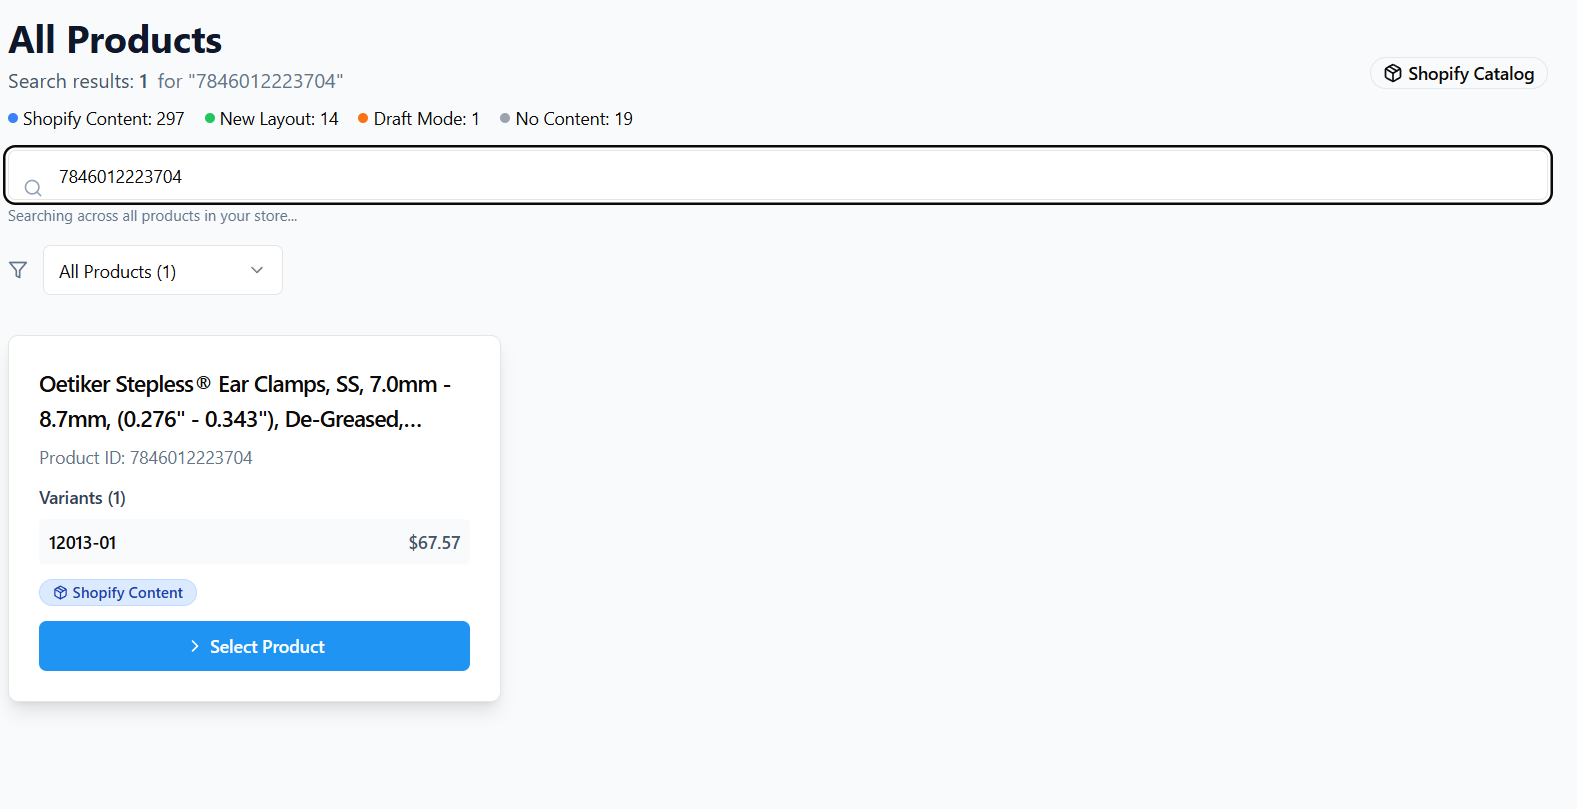 All Products
Search results: 1 for "7846012223704"
Shopify Catalog
Shopify Content: 297 New Layout: 14 Draft Mode: 1 No Content: 19
7846012223704
Searching across all products in your store...
All Products (1)
Oetiker Stepless® Ear Clamps, SS, 7.0mm -
8.7mm, (0.276" - 0.343"), De-Greased,...
Product ID: 7846012223704
Variants (1)
12013-01 $67.57
Shopify Content
Select Product